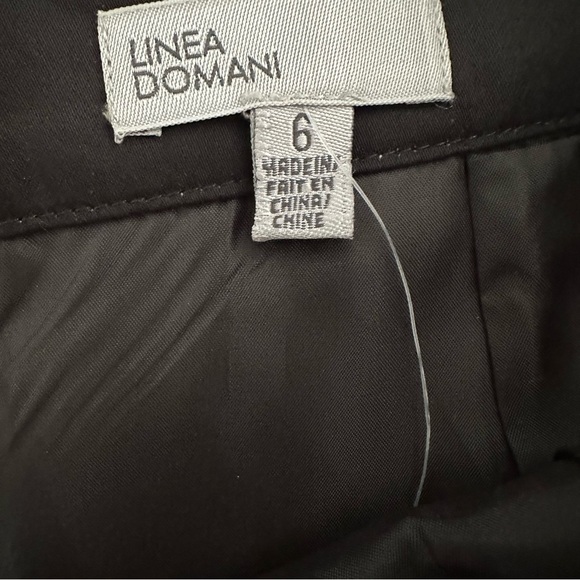 LINEA
DOMANI
6
MADE IN/
FAIT EN
CHINA/
CHINE